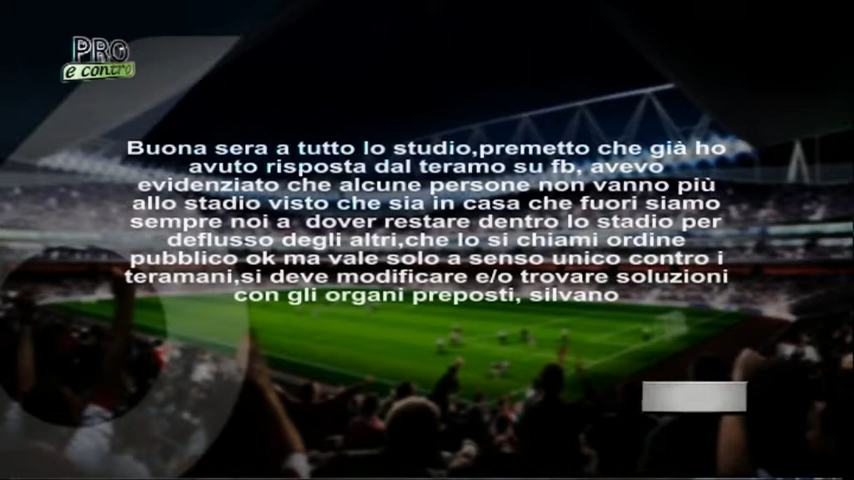 PRO
e contro
Buona sera a tutto lo studio,premetto che già ho
avuto risposta dal teramo su fb, avevo
evidenziato che alcune persone non vanno più
allo stadio visto che sia in casa che fuori siamo
sempre noi a dover restare dentro lo stadio per
deflusso degli altri,che lo si chiami ordine
pubblico ok ma vale solo a senso unico contro i
teramani,si deve modificare e/o trovare soluzioni
con gli organi preposti, silvano